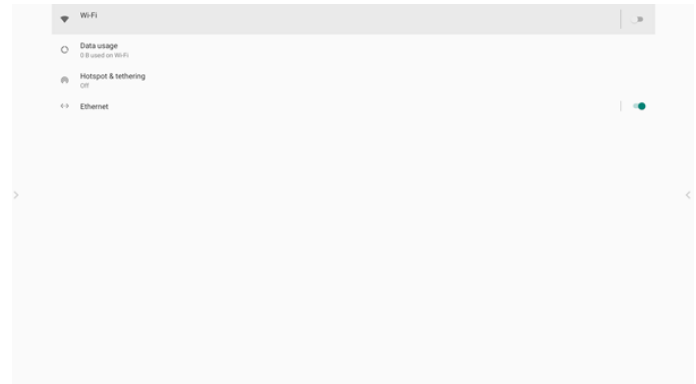 Wi-Fi
Data usage
0 B used on Wi-Fi
Hotspot & tethering
Off
Ethernet